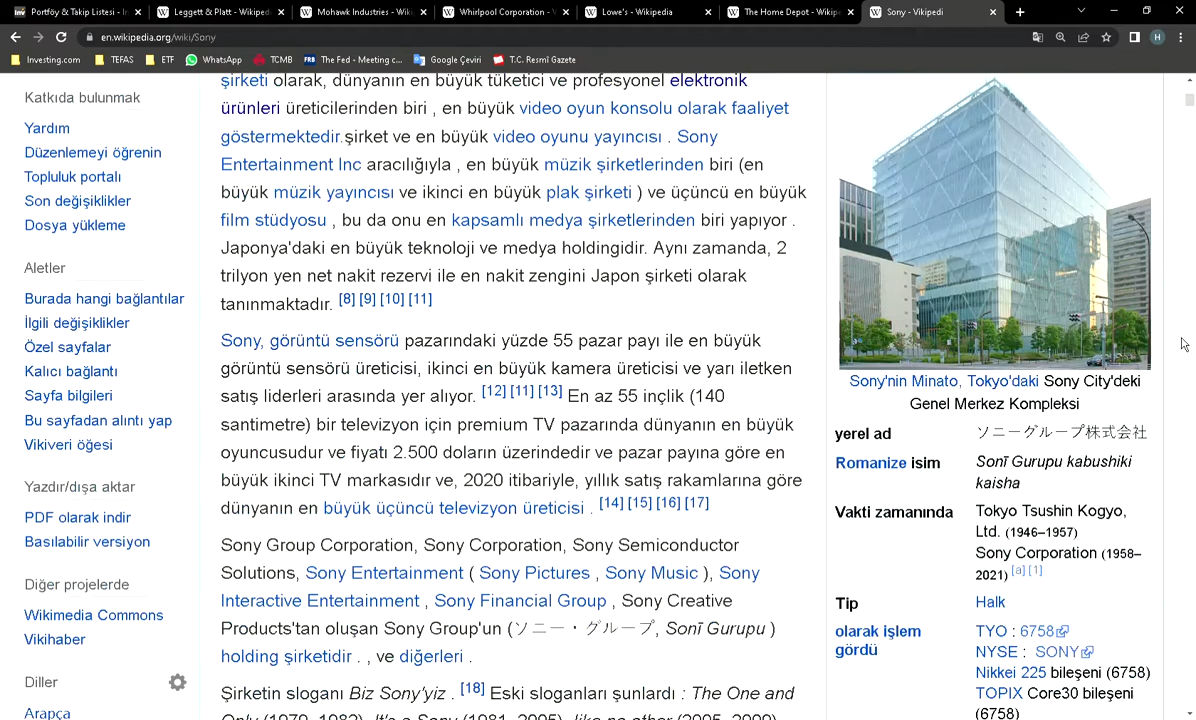 Portföy & Takip Listesi - In
Leggett & Platt - Wikipedi
Mohawk Industries - Wiki
Whirlpool Corporation - V
Lowe's - Wikipedia
The Home Depot - Wikipe
Sony - Vikipedi
en.wikipedia.org/wiki/Sony
H
Investing.com
TEFAS
ETF
WhatsApp
TCMB
FRB
The Fed - Meeting c...
Google Çeviri
T.C. Resmî Gazete
Katkıda bulunmak
Yardım
Düzenlemeyi öğrenin
Topluluk portalı
Son değişiklikler
Dosya yükleme
Aletler
Burada hangi bağlantılar
İlgili değişiklikler
Özel sayfalar
Kalıcı bağlantı
Sayfa bilgileri
Bu sayfadan alıntı yap
Vikiveri öğesi
Yazdır/dışa aktar
PDF olarak indir
Basılabilir versiyon
Diğer projelerde
Wikimedia Commons
Vikihaber
Diller
Arapça
şirketi olarak, dünyanın en büyük tüketici ve profesyonel elektronik
ürünleri üreticilerinden biri , en büyük video oyun konsolu olarak faaliyet
göstermektedir.şirket ve en büyük video oyunu yayıncısı . Sony
Entertainment Inc aracılığıyla , en büyük müzik şirketlerinden biri (en
büyük müzik yayıncısı ve ikinci en büyük plak şirketi ) ve üçüncü en büyük
film stüdyosu , bu da onu en kapsamlı medya şirketlerinden biri yapıyor .
Japonya'daki en büyük teknoloji ve medya holdingidir. Aynı zamanda, 2
trilyon yen net nakit rezervi ile en nakit zengini Japon şirketi olarak
tanınmaktadır. [8] [9] [10] [11]
Sony, görüntü sensörü pazarındaki yüzde 55 pazar payı ile en büyük
görüntü sensörü üreticisi, ikinci en büyük kamera üreticisi ve yarı iletken
satış liderleri arasında yer alıyor. [12] [11] [13] En az 55 inçlik (140
santimetre) bir televizyon için premium TV pazarında dünyanın en büyük
oyuncusudur ve fiyatı 2.500 doların üzerindedir ve pazar payına göre en
büyük ikinci TV markasıdır ve, 2020 itibariyle, yıllık satış rakamlarına göre
dünyanın en büyük üçüncü televizyon üreticisi . [14] [15] [16] [17]
Sony Group Corporation, Sony Corporation, Sony Semiconductor
Solutions, Sony Entertainment ( Sony Pictures , Sony Music ), Sony
Interactive Entertainment , Sony Financial Group , Sony Creative
Products'tan oluşan Sony Group'un (ソニー・グループ, Sonī Gurupu )
holding şirketidir . , ve diğerleri .
Şirketin sloganı Biz Sony'yiz . [18] Eski sloganları şunlardı : The One and
Only (1979–1982), It's a Sony (1981–2005), like.no.other (2005–2009)
Sony'nin Minato, Tokyo'daki Sony City'deki
Genel Merkez Kompleksi
yerel ad ソニーグループ株式会社
Romanize isim Sonī Gurupu kabushiki
kaisha
Vakti zamanında Tokyo Tsushin Kogyo,
Ltd. (1946–1957)
Sony Corporation (1958–
2021) [a] [1]
Tip Halk
olarak işlem TYO : 6758
gördü NYSE : SONY
Nikkei 225 bileşeni (6758)
TOPIX Core30 bileşeni
(6758)